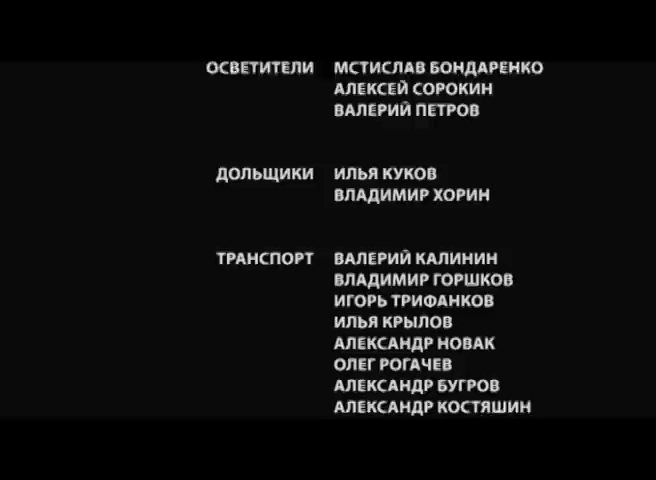 ОСВЕТИТЕЛИ МСТИСЛАВ БОНДАРЕНКО
АЛЕКСЕЙ СОРОКИН
ВАЛЕРИЙ ПЕТРОВ
ДОЛЬЩИКИ ИЛЬЯ КУКОВ
ВЛАДИМИР ХОРИН
ТРАНСПОРТ ВАЛЕРИЙ КАЛИНИН
ВЛАДИМИР ГОРШКОВ
ИГОРЬ ТРИФАНКОВ
ИЛЬЯ КРЫЛОВ
АЛЕКСАНДР НОВАК
ОЛЕГ РОГАЧЕВ
АЛЕКСАНДР БУГРОВ
АЛЕКСАНДР КОСТЯШИН